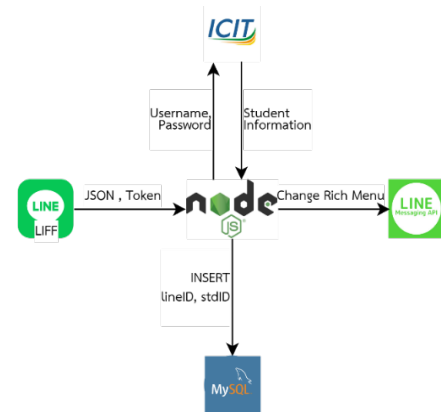 ICIT
Username,
Password
Student
Information
JSON , Token
LINE
LIFF
node
JS
Change Rich Menu
LINE
Messaging API
INSERT
lineID, stdID
MySQL